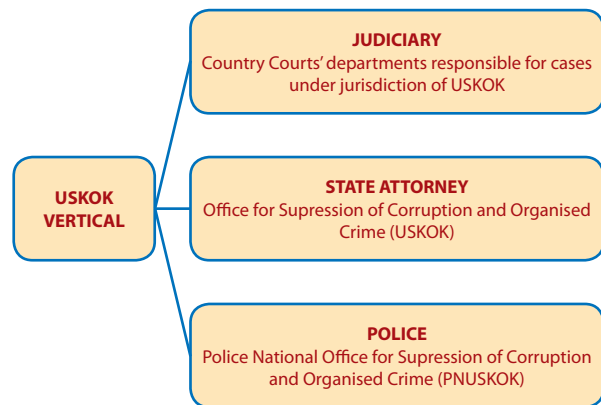 JUDICIARY
Country Courts’ departments responsible for cases
under jurisdiction of USKOK
USKOK
VERTICAL
STATE ATTORNEY
Office for Supression of Corruption and Organised
Crime (USKOK)
POLICE
Police National Office for Supression of Corruption
and Organised Crime (PNUSKOK)